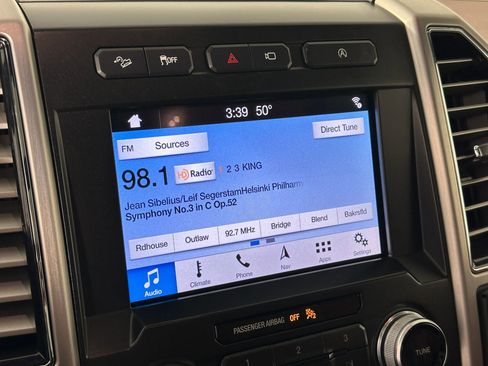 OFF
3:39 50°
FM Sources Direct Tune
98.1 HD Radio 1 2 3 KING
Jean Sibelius/Leif SegerstamHelsinki Philharm
Symphony No.3 in C Op.52
Rdhouse Outlaw 92.7 MHz Bridge Blend Bakrsfld
Audio Climate Phone Nav Apps Settings
PASSENGER AIRBAG OFF
TUNE